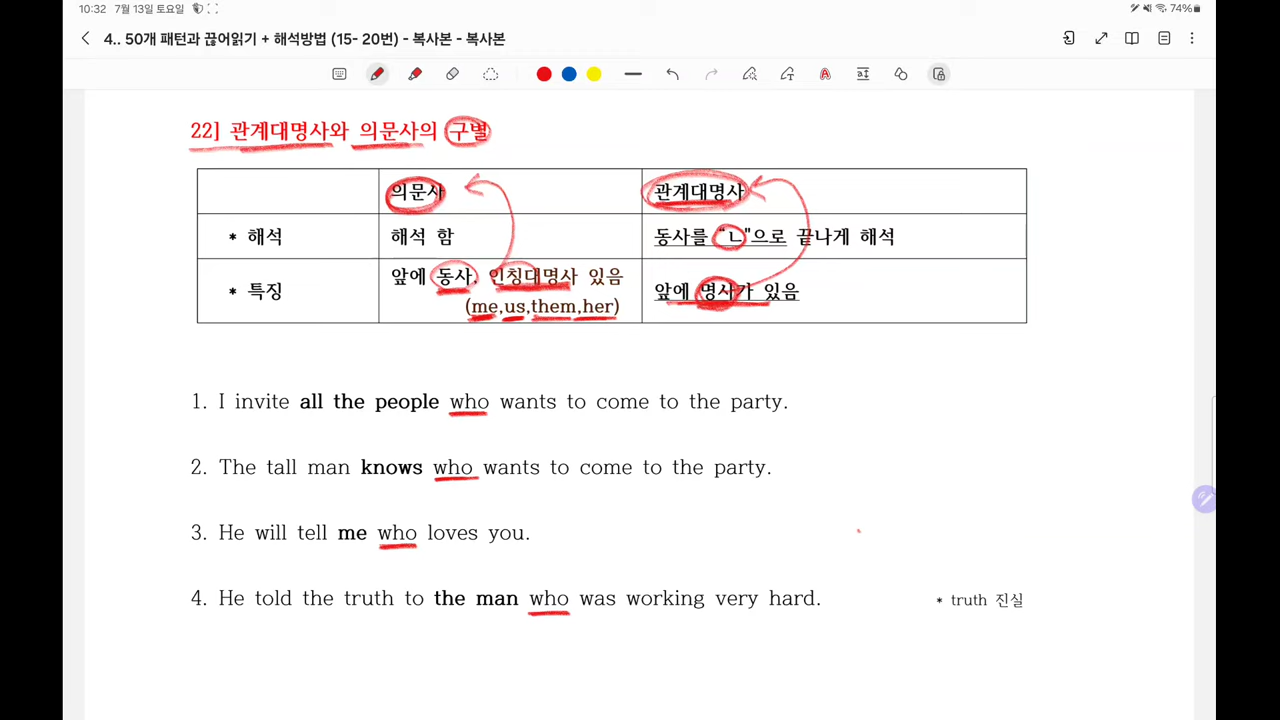 10:32 7월 13일 토요일
74%
4.. 50개 패턴과 끊어읽기 + 해석방법 (15- 20번) - 복사본 - 복사본
22] 관계대명사와 의문사의 구별
의문사 관계대명사
* 해석 해석 함 동사를 "ㄴ"으로 끝나게 해석
* 특징 앞에 동사, 인칭대명사 있음 앞에 명사가 있음
(me,us,them,her)
1. I invite all the people who wants to come to the party.
2. The tall man knows who wants to come to the party.
3. He will tell me who loves you.
4. He told the truth to the man who was working very hard. * truth 진실